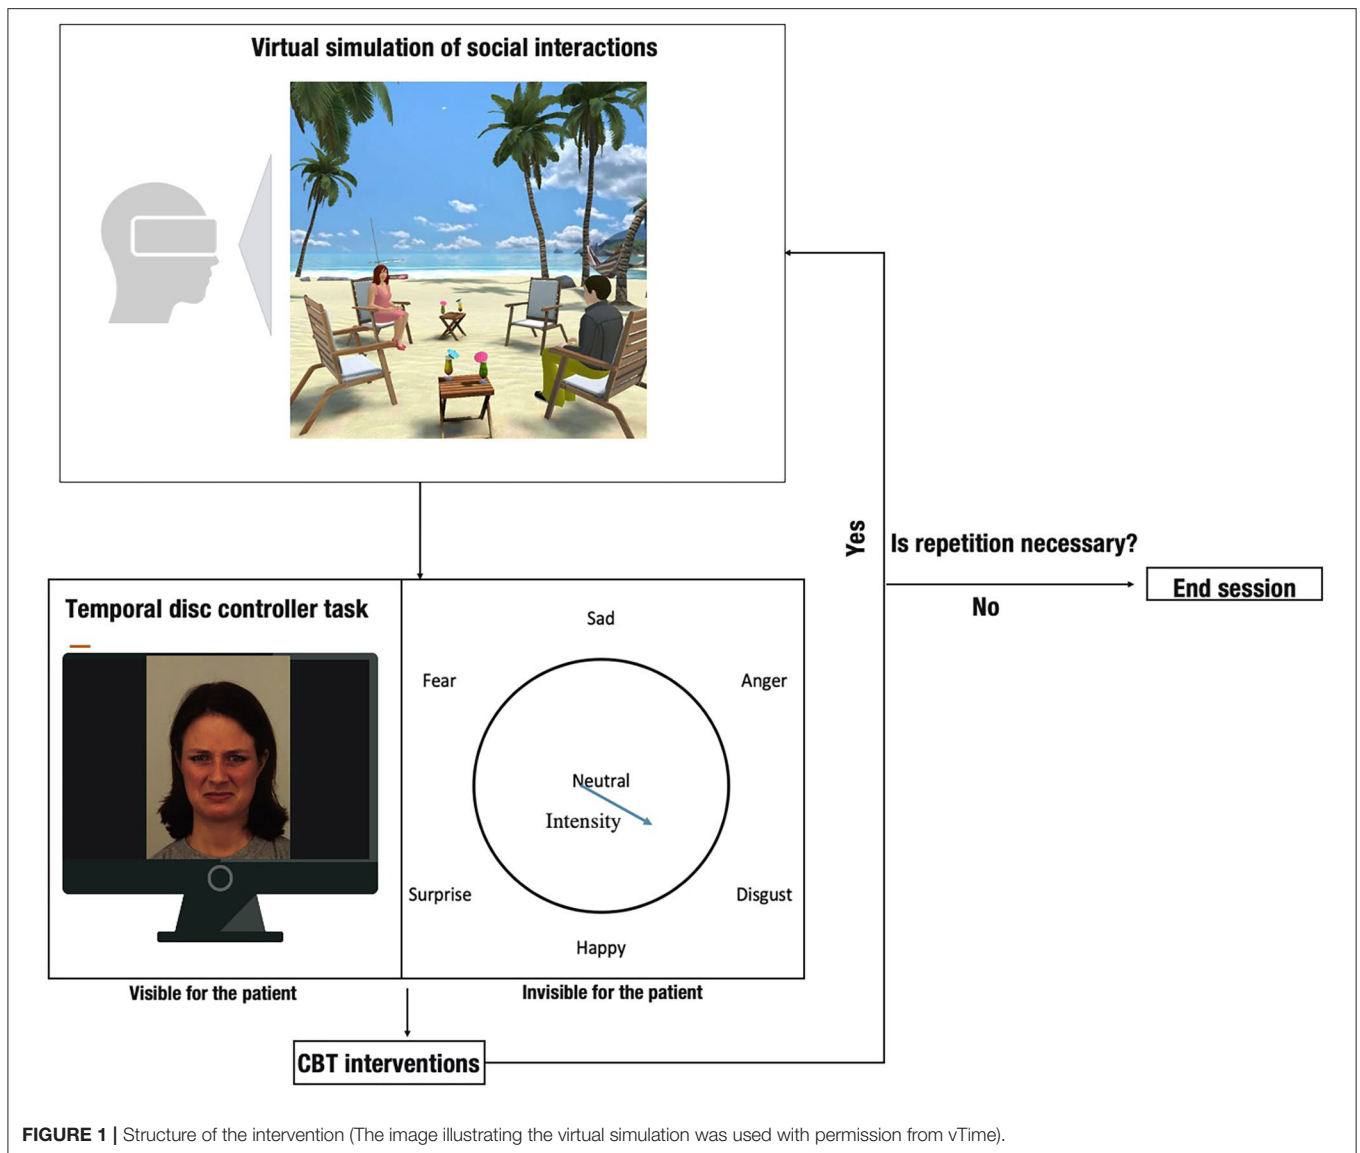 Virtual simulation of social interactions
Yes
Is repetition necessary?
No
End session
Temporal disc controller task
Sad
Fear
Anger
Neutral
Intensity
Surprise
Disgust
Happy
Visible for the patient
Invisible for the patient
CBT interventions
FIGURE 1 | Structure of the intervention (The image illustrating the virtual simulation was used with permission from vTime).